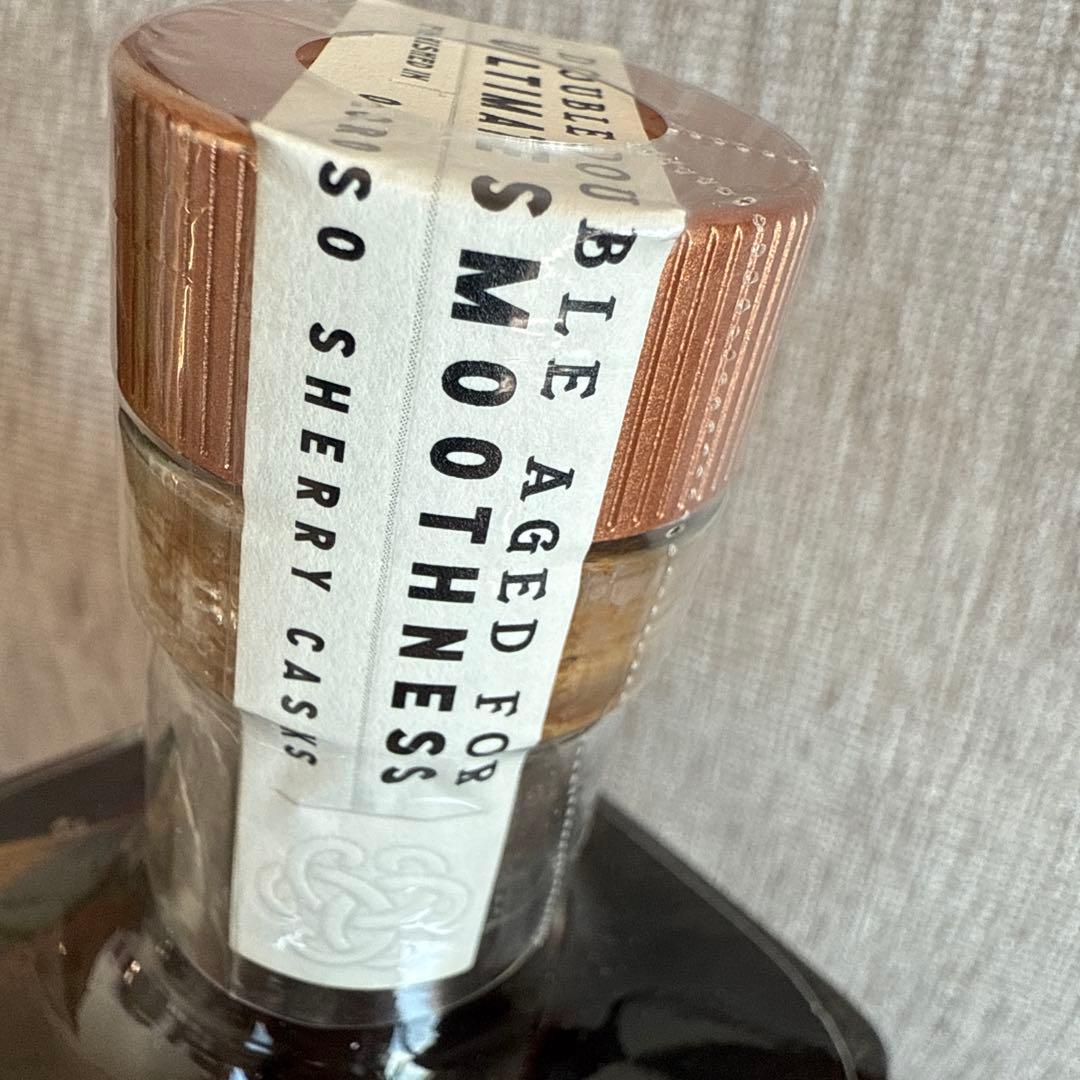 DOUBLE DOUBLE AGED FOR
ULTIMATE SMOOTHNESS
FINISHED IN
OLOROSO SHERRY CASKS